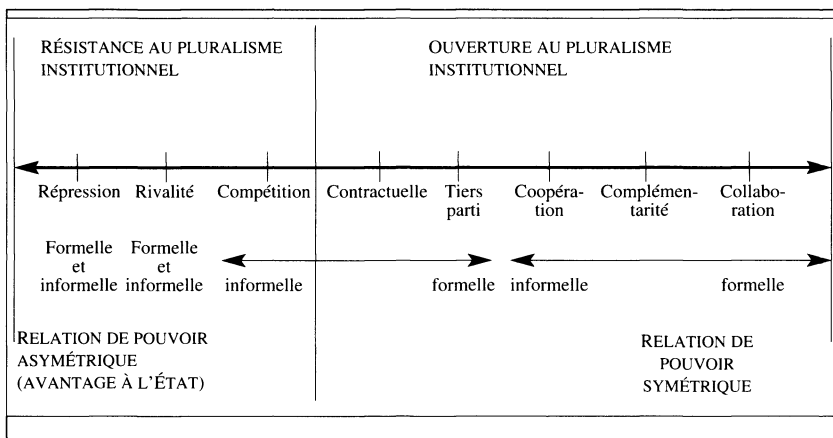 RÉSISTANCE AU PLURALISME
INSTITUTIONNEL
OUVERTURE AU PLURALISME
INSTITUTIONNEL
Répression Rivalité Compétition Contractuelle Tiers parti Coopéra-tion Complémen-tarité Collabo-ration
Formelle et informelle Formelle et informelle informelle formelle informelle formelle
RELATION DE POUVOIR
ASYMÉTRIQUE
(AVANTAGE À L'ÉTAT)
RELATION DE
POUVOIR
SYMÉTRIQUE